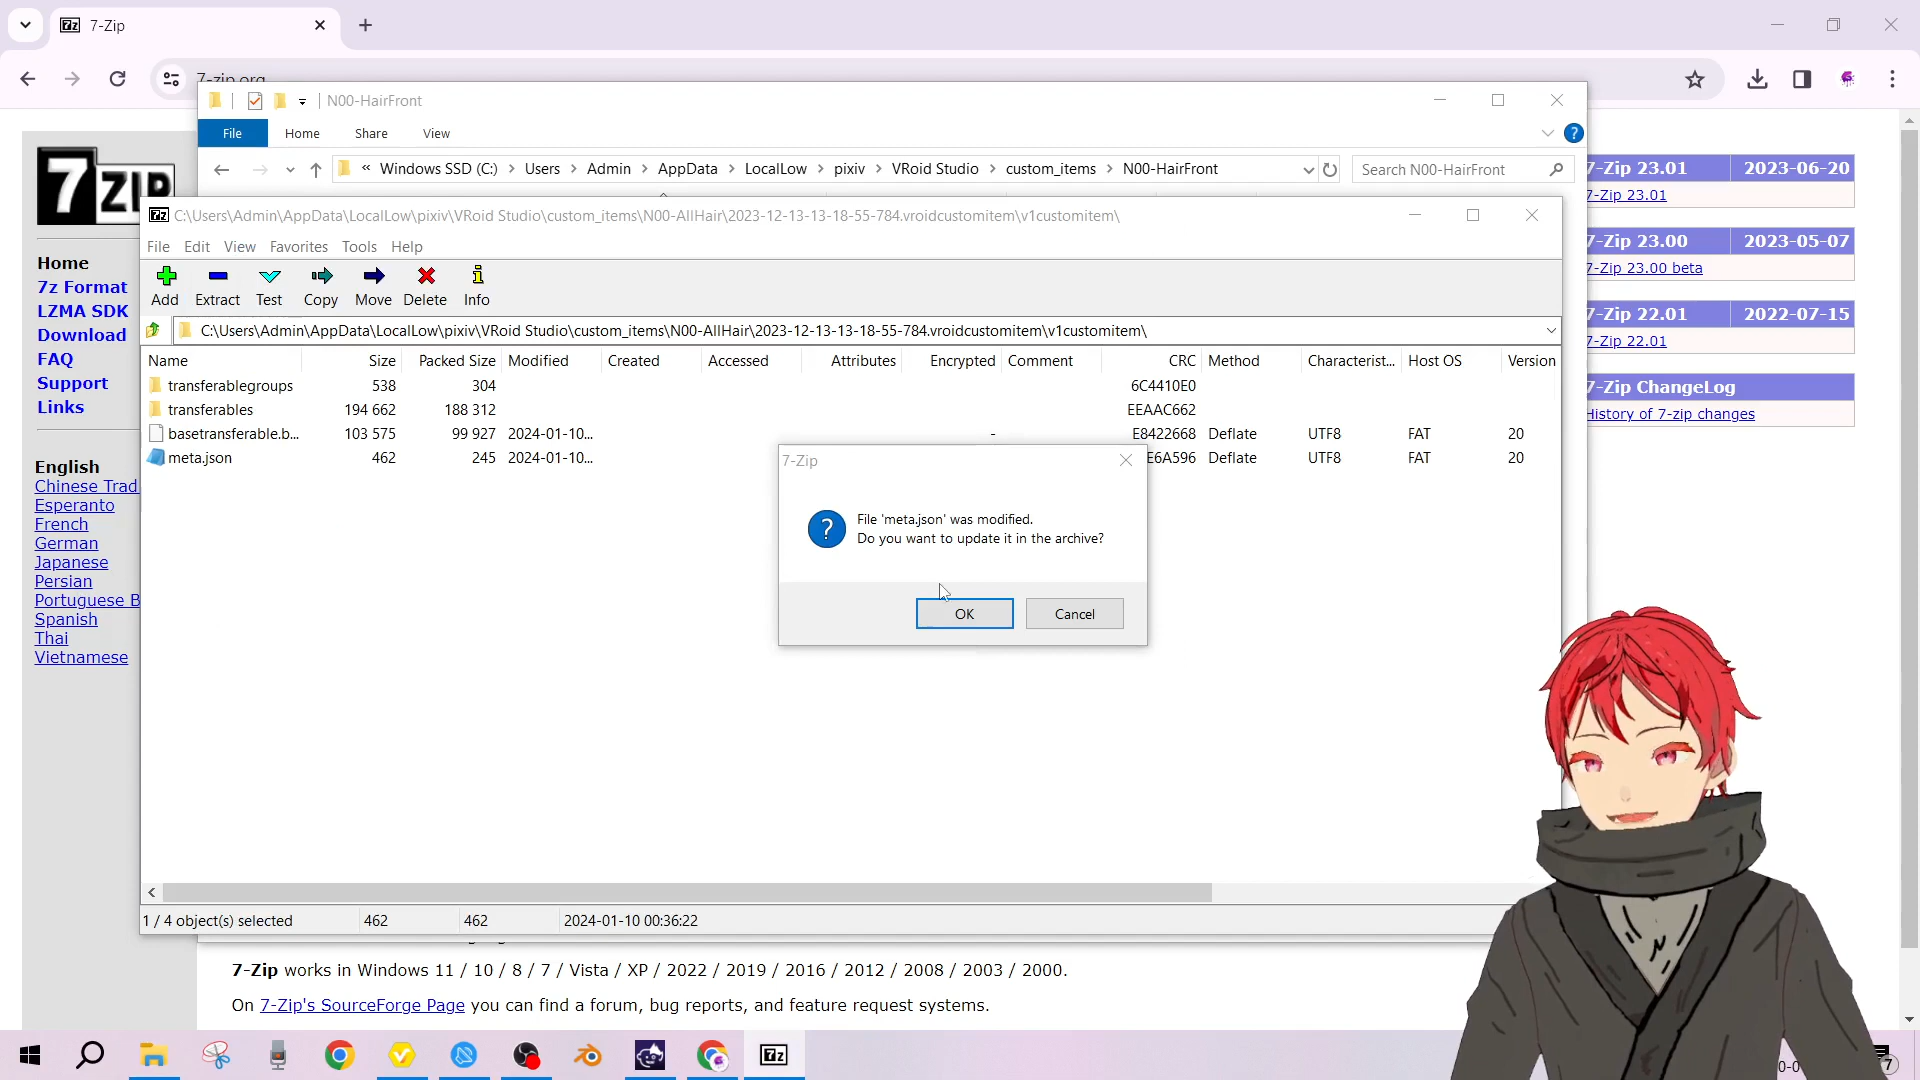 7-Zip
7-zip.org
N00-HairFront
File Home Share View
« Windows SSD (C:) > Users > Admin > AppData > LocalLow > pixiv > VRoid Studio > custom_items > N00-HairFront
Search N00-HairFront
7ZIP
C:\Users\Admin\AppData\LocalLow\pixiv\VRoid Studio\custom_items\N00-AllHair\2023-12-13-13-18-55-784.vroidcustomitem\v1customitem\
File Edit View Favorites Tools Help
Add Extract Test Copy Move Delete Info
C:\Users\Admin\AppData\LocalLow\pixiv\VRoid Studio\custom_items\N00-AllHair\2023-12-13-13-18-55-784.vroidcustomitem\v1customitem\
Name Size Packed Size Modified Created Accessed Attributes Encrypted Comment CRC Method Characterist... Host OS Version
transferablegroups 538 304 6C4410E0
transferables 194 662 188 312 EEAAC662
basetransferable.b... 103 575 99 927 2024-01-10... - E8422668 Deflate UTF8 FAT 20
meta.json 462 245 2024-01-10... E6A596 Deflate UTF8 FAT 20
7-Zip
File 'meta.json' was modified.
Do you want to update it in the archive?
OK Cancel
1 / 4 object(s) selected 462 462 2024-01-10 00:36:22
Home
7z Format
LZMA SDK
Download
FAQ
Support
Links
English
Chinese Trad
Esperanto
French
German
Japanese
Persian
Portuguese B
Spanish
Thai
Vietnamese
7-Zip 23.01 2023-06-20
7-Zip 23.01
7-Zip 23.00 2023-05-07
7-Zip 23.00 beta
7-Zip 22.01 2022-07-15
7-Zip 22.01
7-Zip ChangeLog
History of 7-zip changes
7-Zip works in Windows 11 / 10 / 8 / 7 / Vista / XP / 2022 / 2019 / 2016 / 2012 / 2008 / 2003 / 2000.
On 7-Zip's SourceForge Page you can find a forum, bug reports, and feature request systems.
7z
7